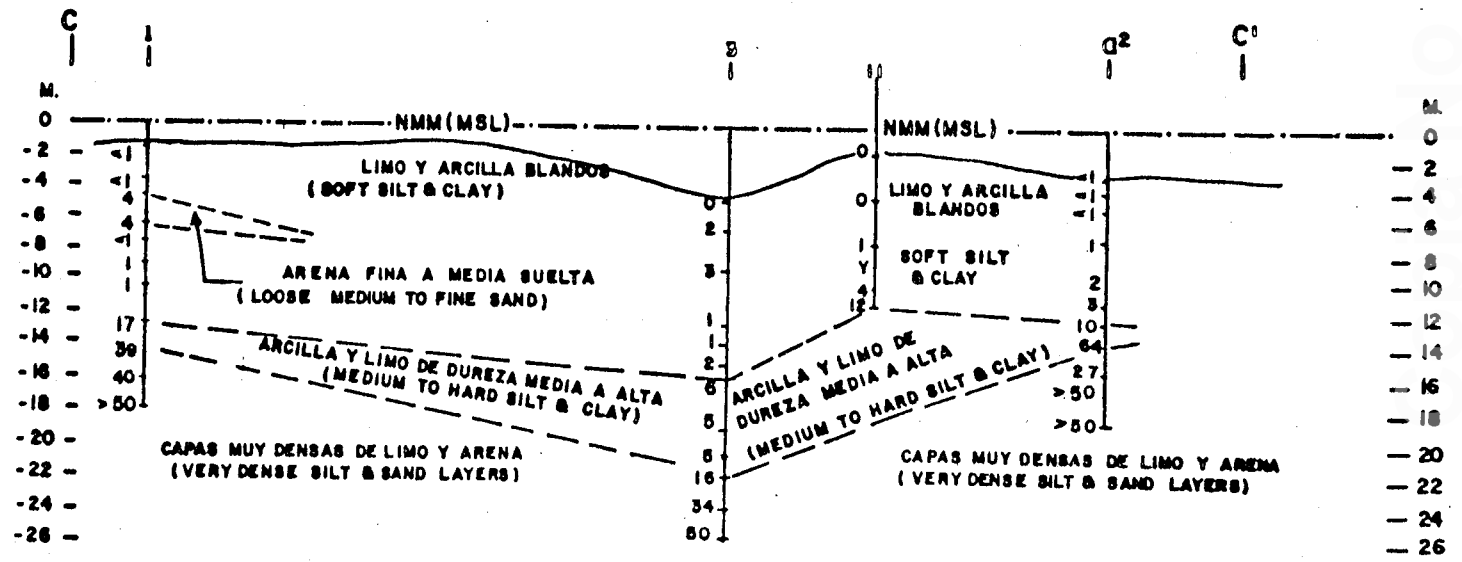 C
1
C'
M.
M.
0
-2
-4
-6
-8
-10
-12
-14
-16
-18
-20
-22
-24
-26
NMM(MSL)
NMM(MSL)
LIMO Y ARCILLA BLANDOS
(SOFT SILT & CLAY)
ARENA FINA A MEDIA SUELTA
(LOOSE MEDIUM TO FINE SAND)
ARCILLA Y LIMO DE DUREZA MEDIA A ALTA
(MEDIUM TO HARD SILT & CLAY)
CAPAS MUY DENSAS DE LIMO Y ARENA
(VERY DENSE SILT & SAND LAYERS)
<1
<1
4
4
<1
1
1
17
39
40
>50
0
2
3
1
1
2
6
5
6
16
34
50
0
0
1
Y
4
12
LIMO Y ARCILLA
BLANDOS
SOFT SILT
& CLAY
ARCILLA Y LIMO DE
DUREZA MEDIA A ALTA
(MEDIUM TO HARD SILT & CLAY)
<1
<1
<1
1
2
3
10
64
27
>50
>50
CAPAS MUY DENSAS DE LIMO Y ARENA
(VERY DENSE SILT & SAND LAYERS)
0
2
4
6
8
10
12
14
16
18
20
22
24
26